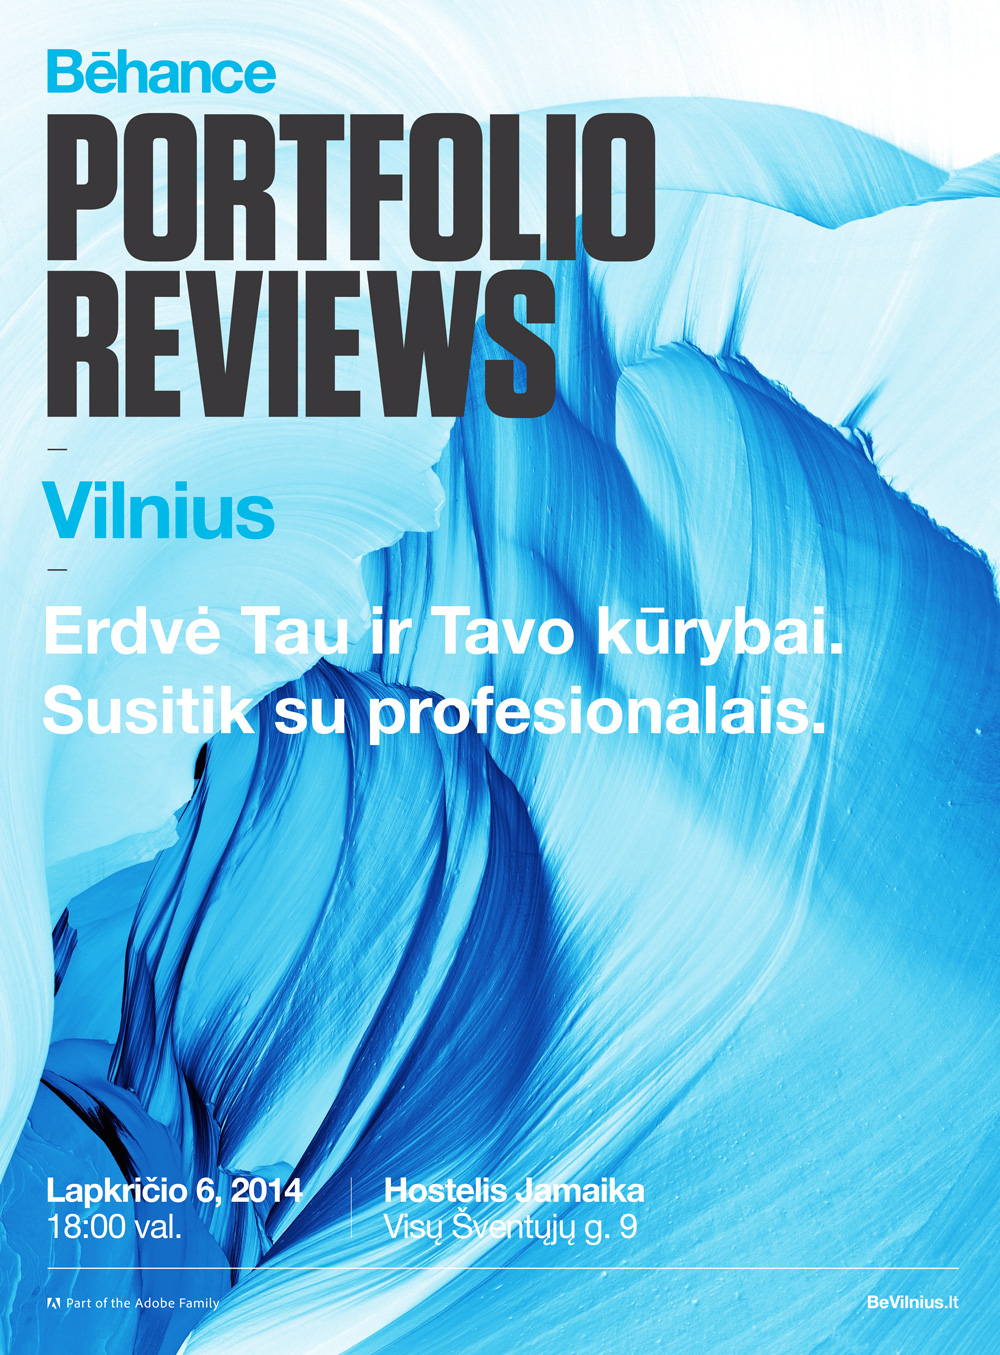 Bēhance
PORTFOLIO
REVIEWS
—
Vilnius
—
Erdvė Tau ir Tavo kūrybai.
Susitik su profesionalais.
Lapkričio 6, 2014
18:00 val.
Hostelis Jamaika
Visų Šventųjų g. 9
Part of the Adobe Family
BeVilnius.lt